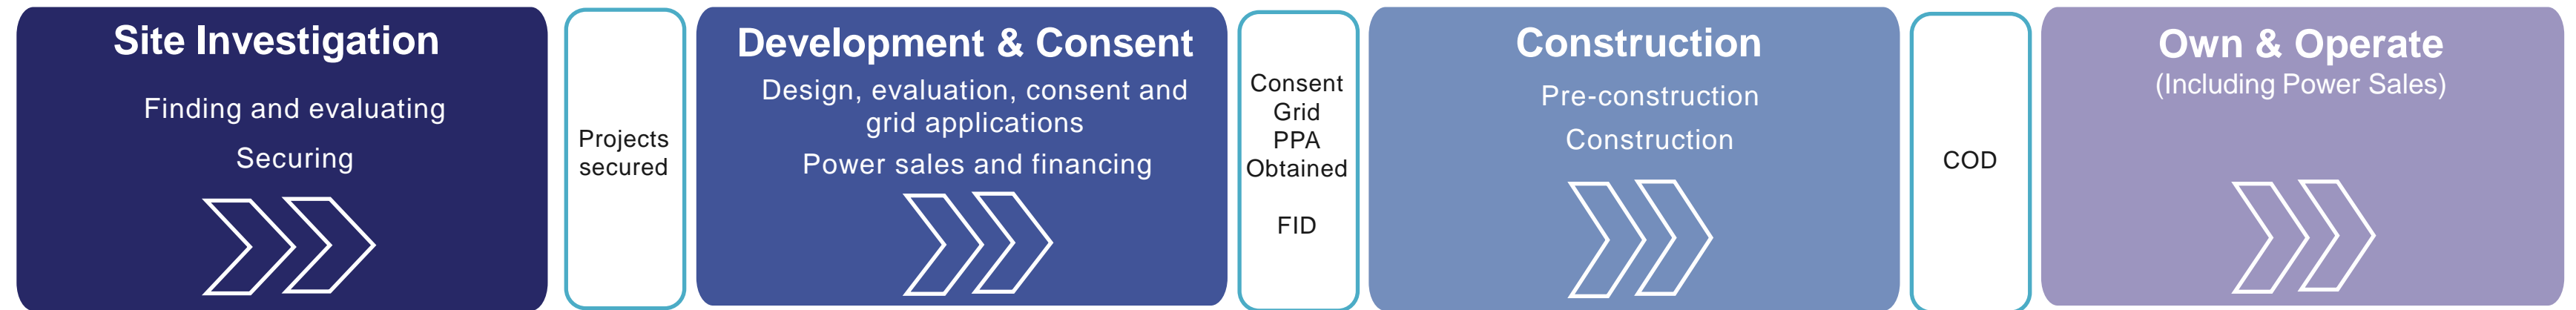 Site Investigation
Finding and evaluating
Securing
Projects
secured
Development & Consent
Design, evaluation, consent and
grid applications
Power sales and financing
Consent
Grid
PPA
Obtained
FID
Construction
Pre-construction
Construction
COD
Own & Operate
(Including Power Sales)